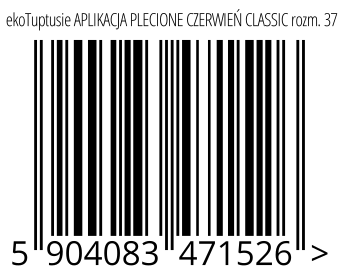 ekoTuptusie APLIKACJA PLECIONE CZERWIEŃ CLASSIC rozm. 37
5 904083 471526 >